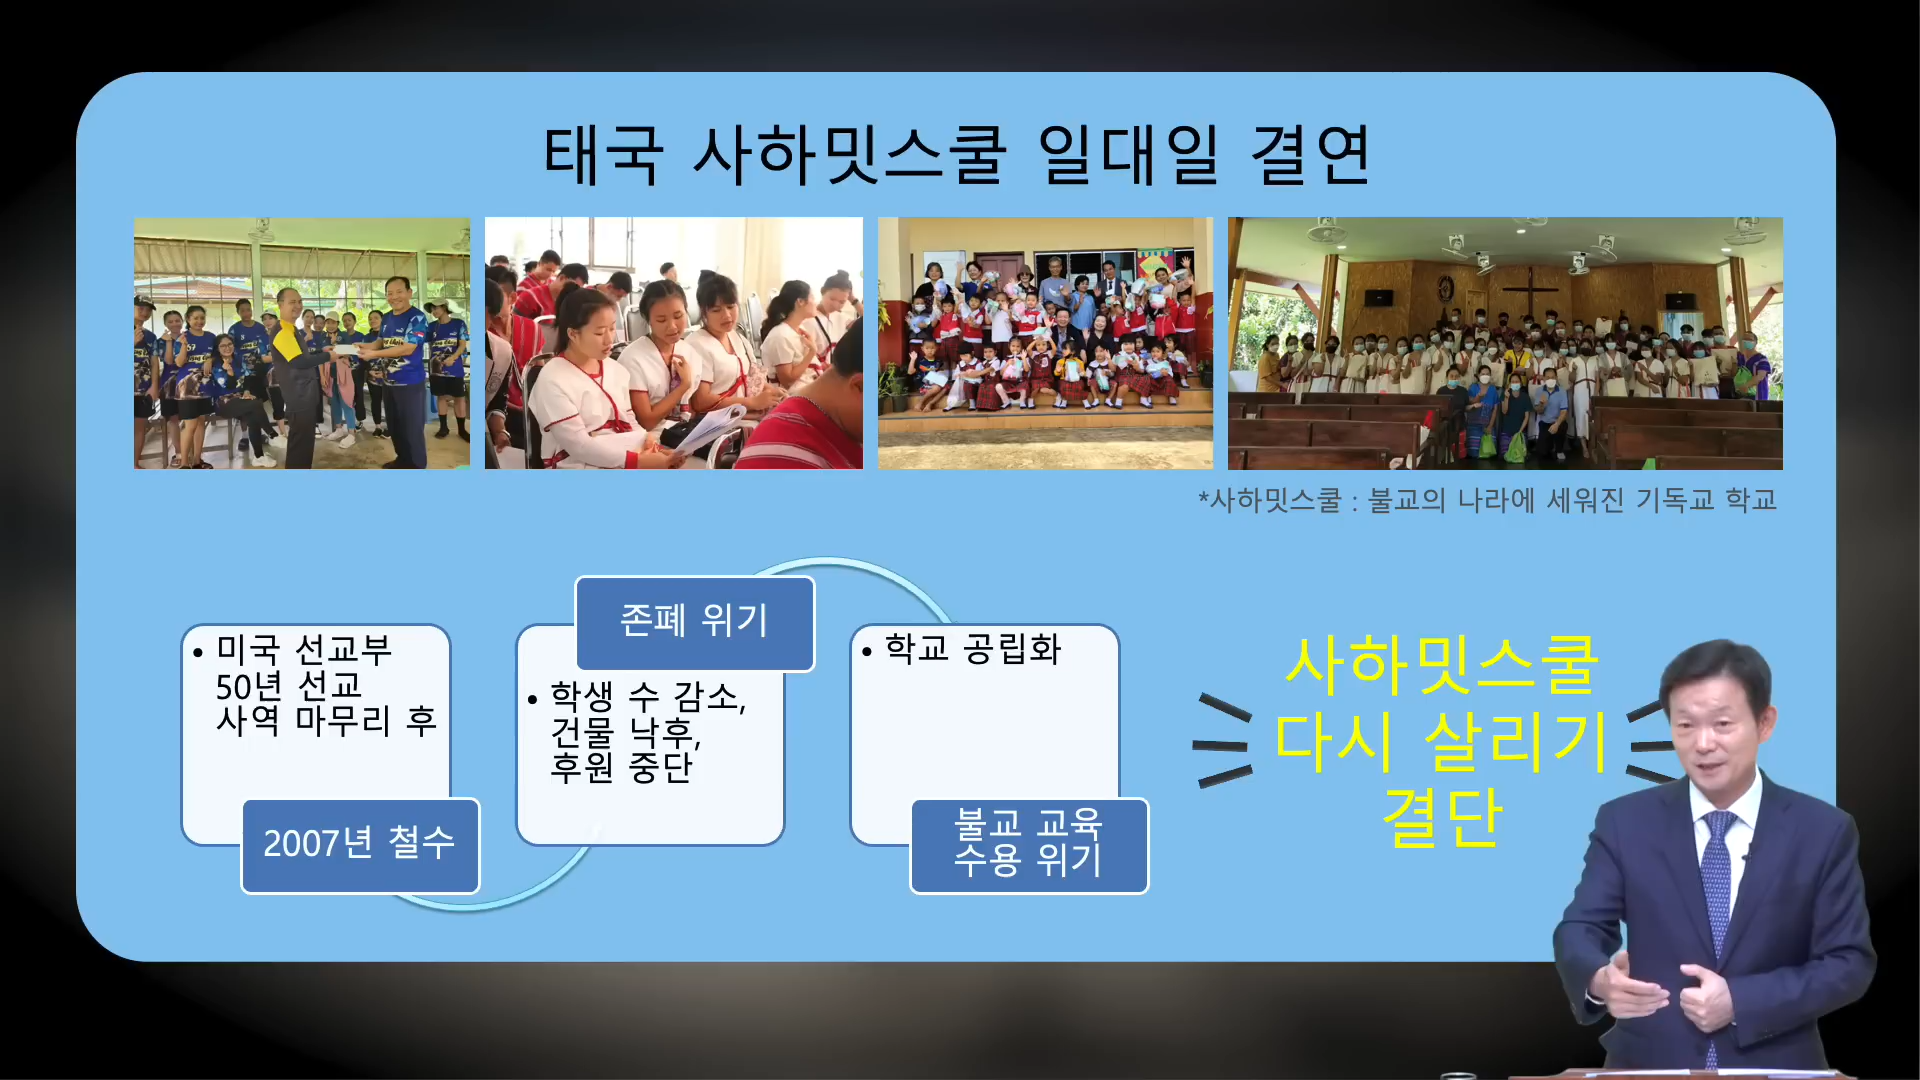 태국 사하밋스쿨 일대일 결연
*사하밋스쿨 : 불교의 나라에 세워진 기독교 학교
• 미국 선교부
50년 선교
사역 마무리 후
2007년 철수
존폐 위기
• 학생 수 감소,
건물 낙후,
후원 중단
• 학교 공립화
불교 교육
수용 위기
사하밋스쿨
다시 살리기
결단